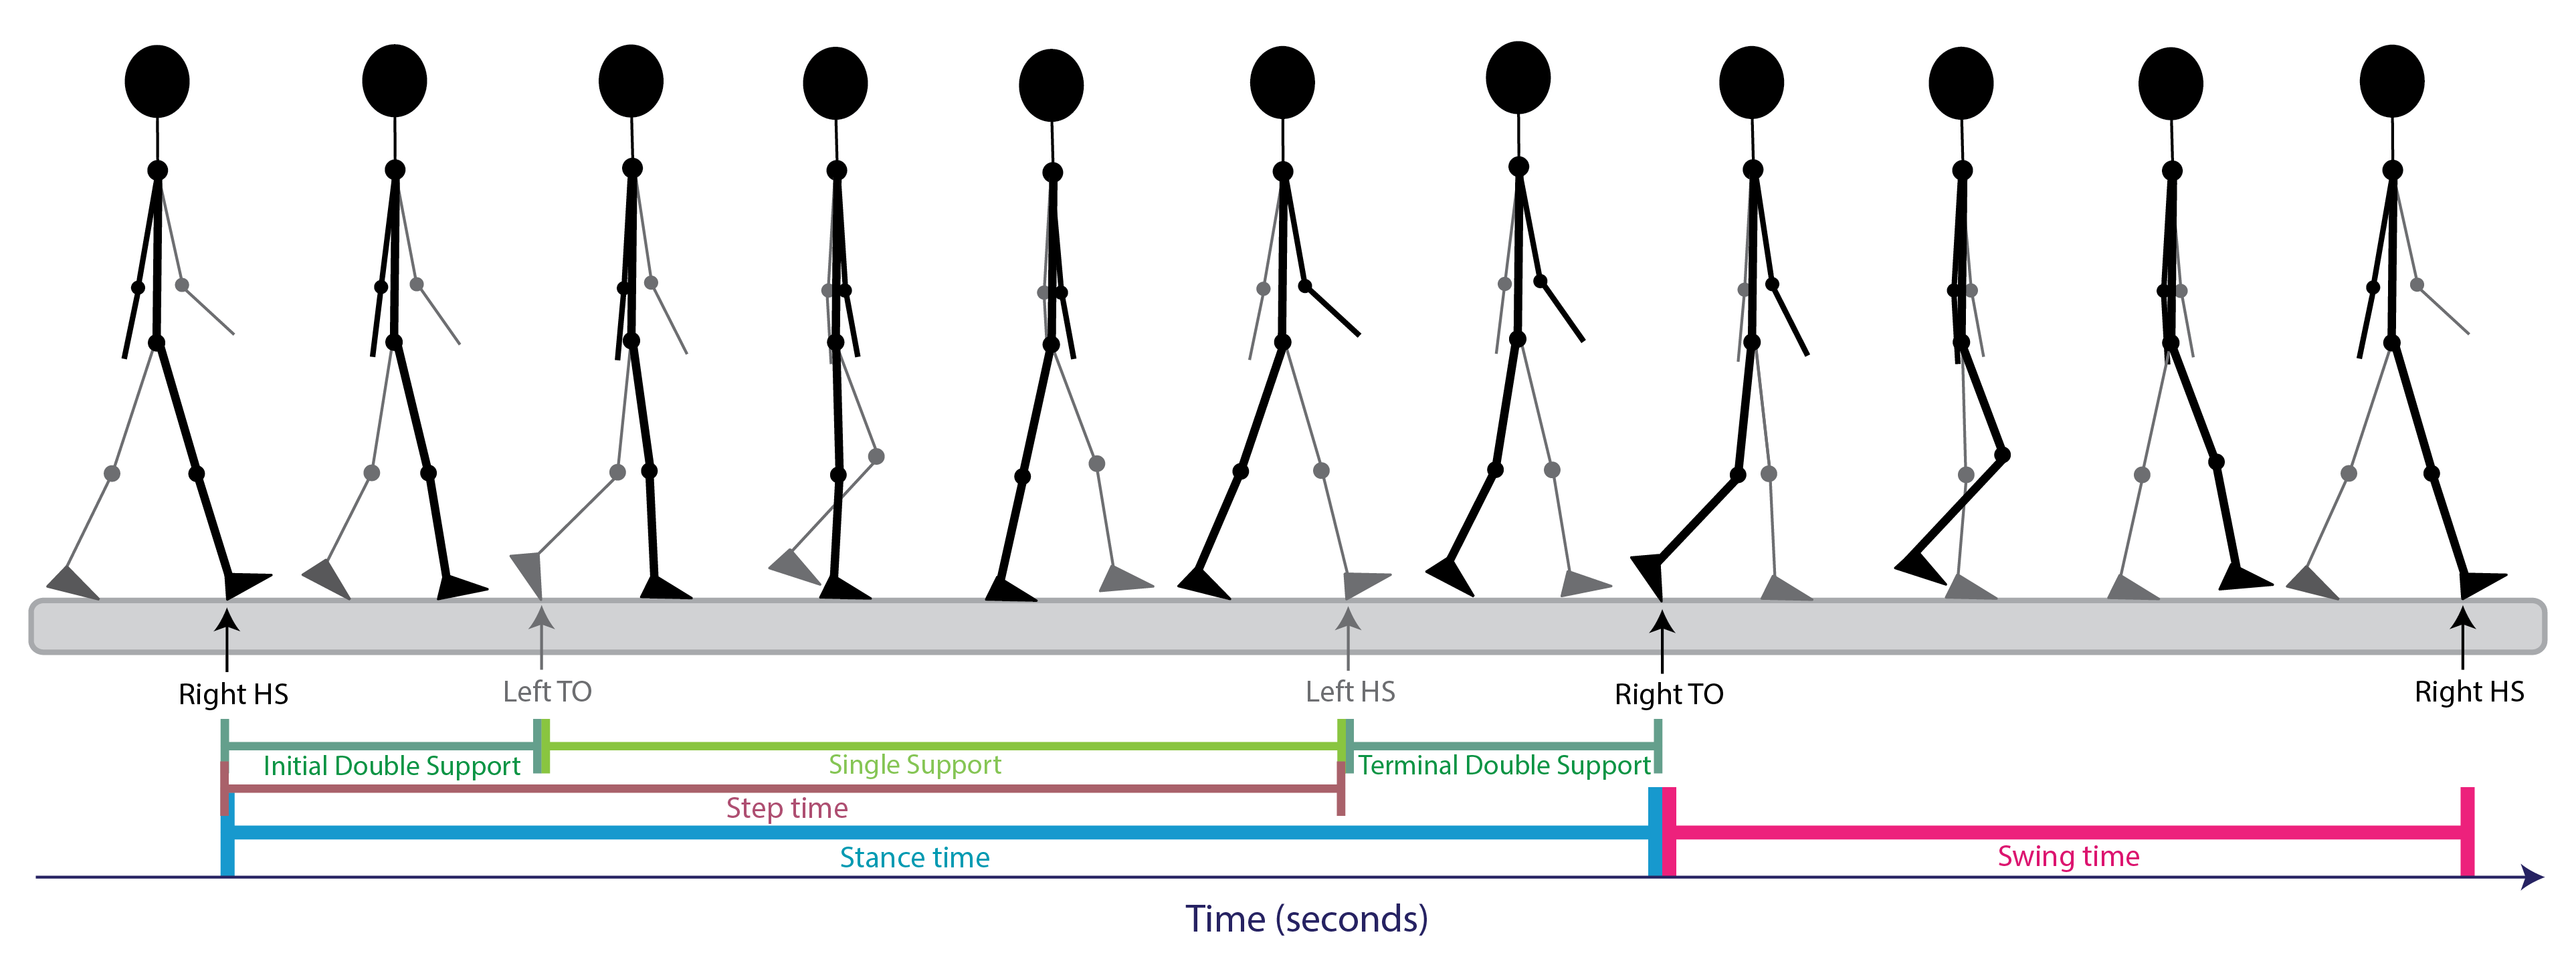 Right HS
Left TO
Left HS
Right TO
Right HS
Initial Double Support
Single Support
Terminal Double Support
Step time
Stance time
Swing time
Time (seconds)